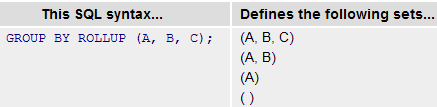 This SQL syntax... Defines the following sets...
GROUP BY ROLLUP (A, B, C); (A, B, C)
(A, B)
(A)
( )